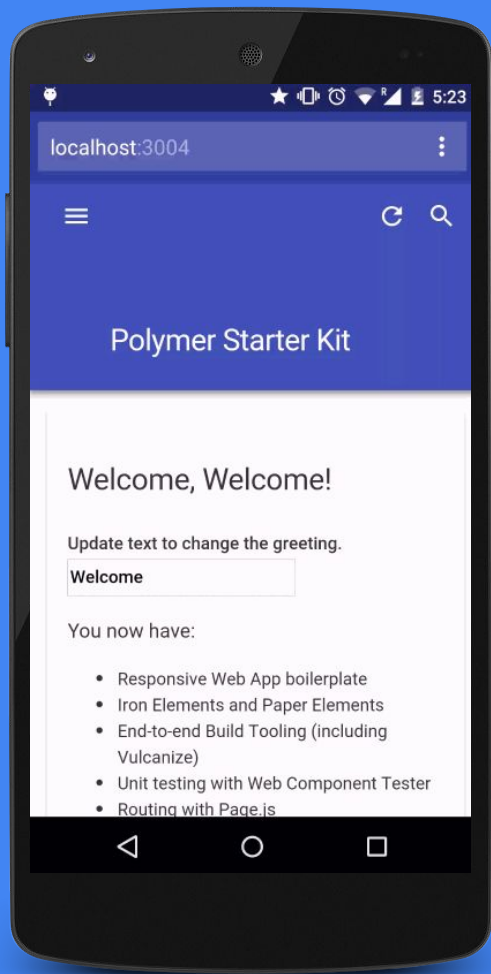 5:23
localhost:3004
Polymer Starter Kit
Welcome, Welcome!
Update text to change the greeting.
Welcome
You now have:
• Responsive Web App boilerplate
• Iron Elements and Paper Elements
• End-to-end Build Tooling (including
Vulcanize)
• Unit testing with Web Component Tester
• Routing with Page.js